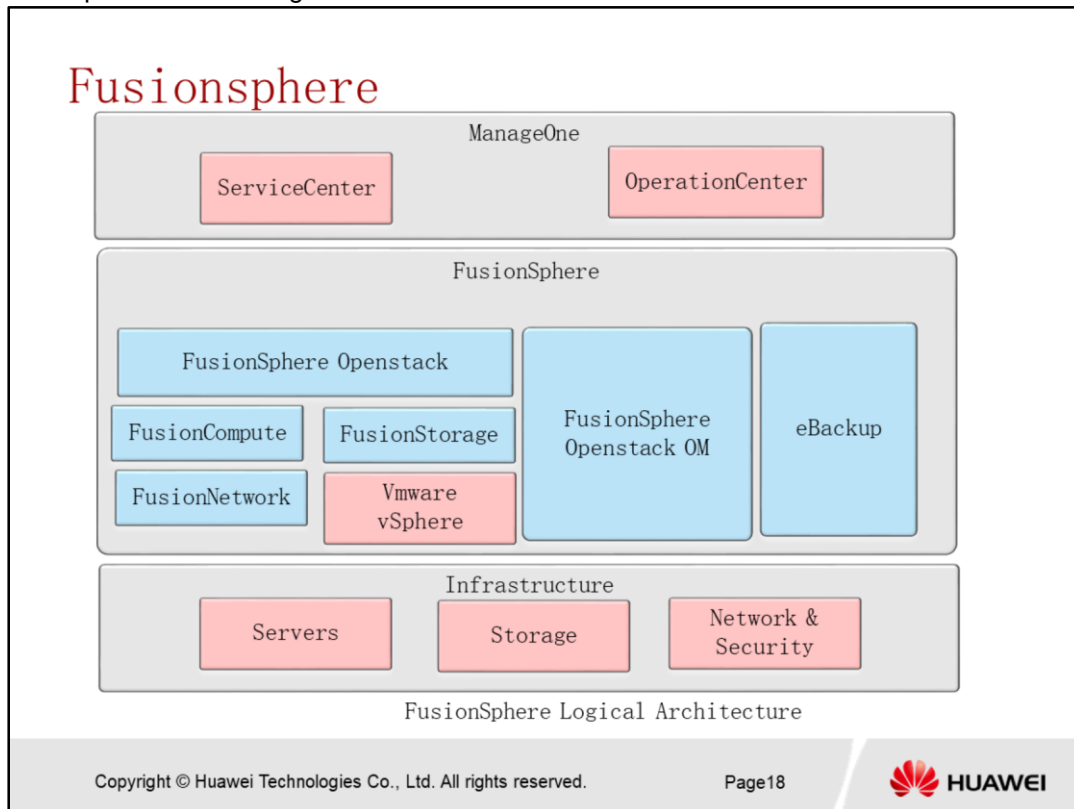 Fusionsphere
ManageOne
ServiceCenter
OperationCenter
FusionSphere
FusionSphere Openstack
FusionCompute
FusionStorage
FusionNetwork
Vmware
vSphere
FusionSphere
Openstack OM
eBackup
Infrastructure
Servers
Storage
Network &
Security
FusionSphere Logical Architecture
Copyright © Huawei Technologies Co., Ltd. All rights reserved.
Page18
HUAWEI